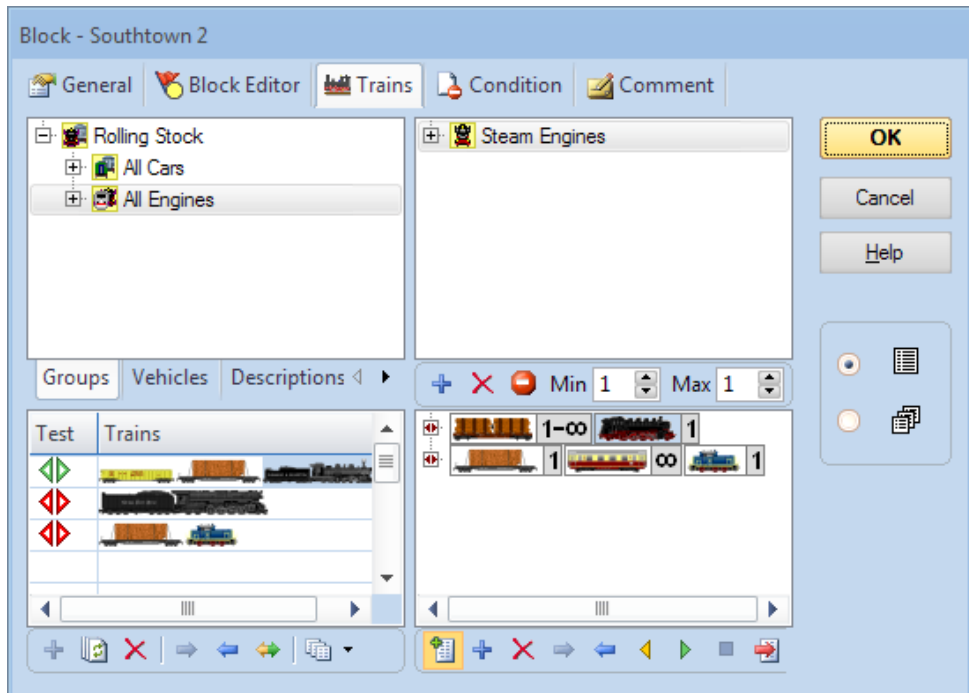 Block - Southtown 2
General Block Editor Trains Condition Comment
Rolling Stock
All Cars
All Engines
Steam Engines
OK
Cancel
Help
Groups Vehicles Descriptions
Min 1 Max 1
Test Trains
1-∞ 1
1 ∞ 1